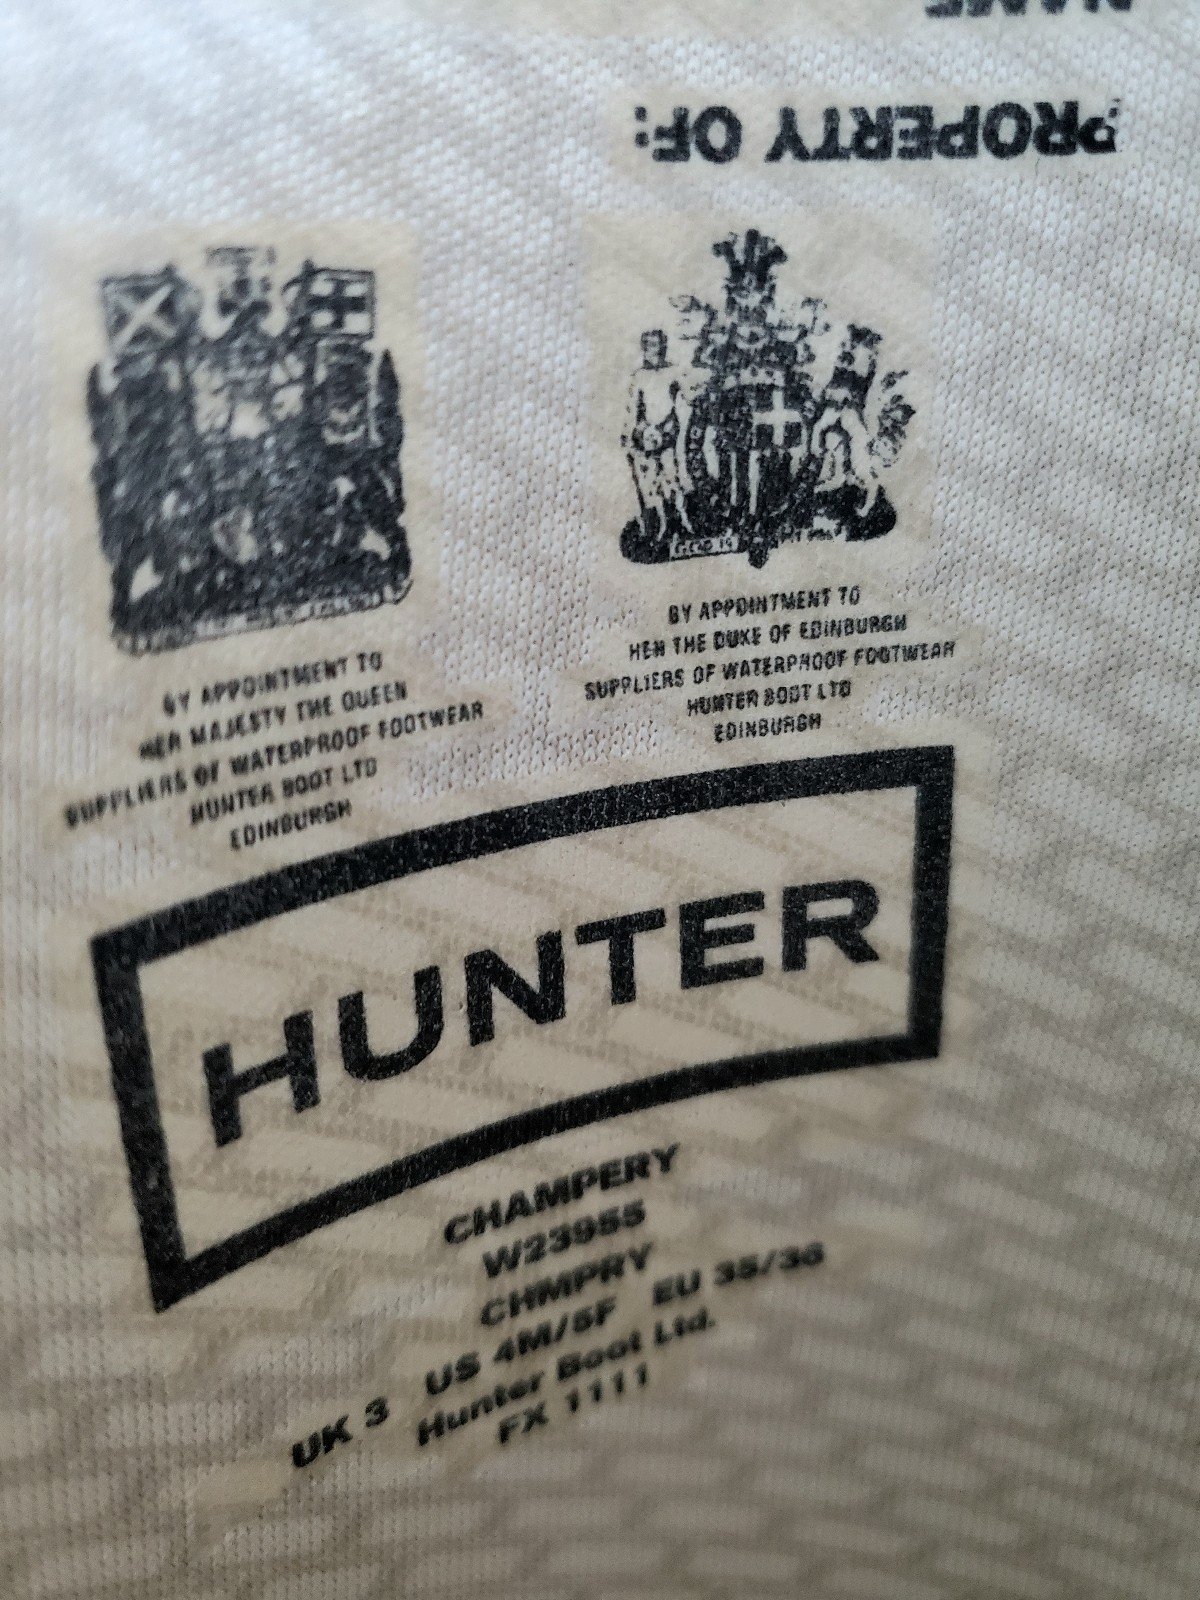 NAME
PROPERTY OF:
BY APPOINTMENT TO
HER MAJESTY THE QUEEN
SUPPLIERS OF WATERPROOF FOOTWEAR
HUNTER BOOT LTD
EDINBURGH
BY APPOINTMENT TO
HRH THE DUKE OF EDINBURGH
SUPPLIERS OF WATERPROOF FOOTWEAR
HUNTER BOOT LTD
EDINBURGH
HUNTER
CHAMPERY
W23955
CHMPRY
UK 3 US 4M/5F EU 35/36
Hunter Boot Ltd.
FX 1111